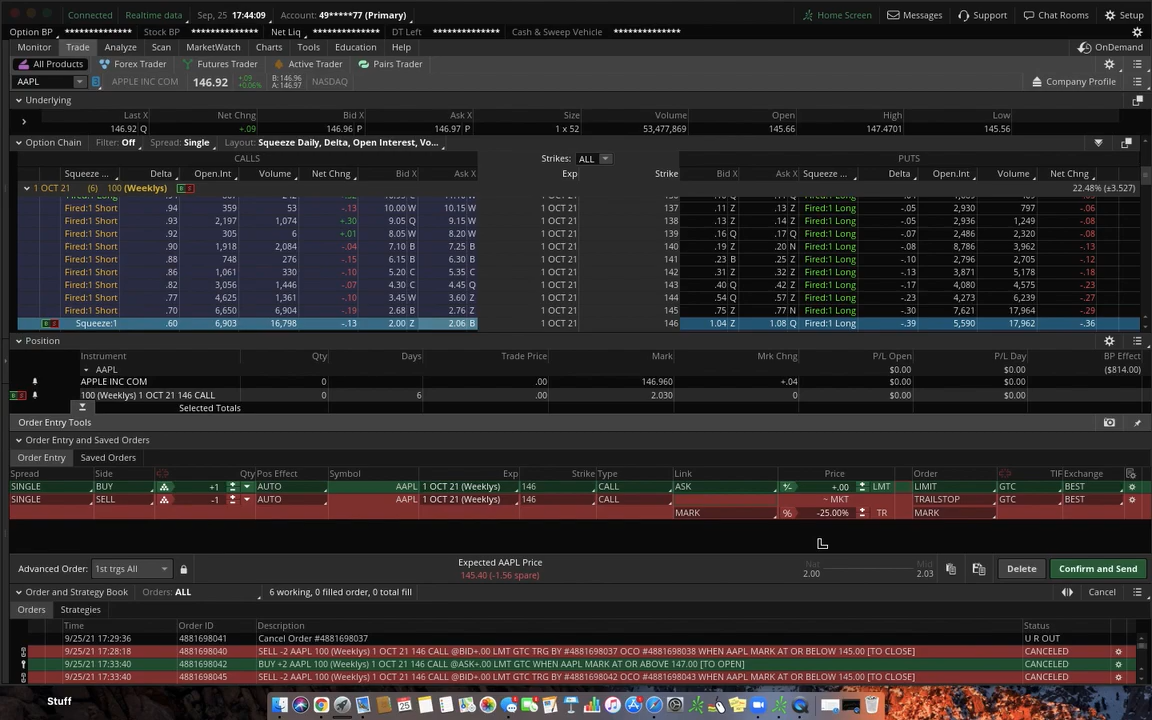 Connected Realtime data Sep, 25 17:44:09 Account: 49*****77 (Primary) Home Screen Messages Support Chat Rooms Setup
Option BP ************** Stock BP ************** Net Liq ************** DT Left ************** Cash & Sweep Vehicle **************
Monitor Trade Analyze Scan MarketWatch Charts Tools Education Help OnDemand
All Products Forex Trader Futures Trader Active Trader Pairs Trader
AAPL APPLE INC COM 146.92 +.09 +0.06% B: 146.96 A: 146.97 NASDAQ Company Profile
Underlying
Last X Net Chng Bid X Ask X Size Volume Open High Low
146.92 Q +.09 146.96 P 146.97 P 1 x 52 53,477,869 145.66 147.4701 145.56
Option Chain Filter: Off Spread: Single Layout: Squeeze Daily, Delta, Open Interest, Vo...
CALLS Strikes: ALL PUTS
Squeeze ... Delta Open.Int Volume Net Chng Bid X Ask X Exp Strike Bid X Ask X Squeeze ... Delta Open.Int Volume Net Chng
1 OCT 21 (6) 100 (Weeklys) 22.48% (±3.527)
Fired:1 Short .94 359 53 -.13 10.00 W 10.15 W 1 OCT 21 137 .11 Z .12 Z Fired:1 Long -.05 2,930 797 -.06
Fired:1 Short .93 2,197 1,074 +.30 9.05 Q 9.15 W 1 OCT 21 138 .13 Z .14 Z Fired:1 Long -.06 2,936 1,249 -.08
Fired:1 Short .92 305 6 +.01 8.05 W 8.20 W 1 OCT 21 139 .16 Q .17 Q Fired:1 Long -.07 2,486 2,320 -.08
Fired:1 Short .90 1,918 2,084 -.04 7.10 W 7.25 B 1 OCT 21 140 .19 Z .20 N Fired:1 Long -.08 8,786 3,962 -.13
Fired:1 Short .88 748 276 -.15 6.15 W 6.30 B 1 OCT 21 141 .23 B .25 Z Fired:1 Long -.10 2,796 2,705 -.12
Fired:1 Short .86 1,061 330 -.10 5.20 C 5.35 C 1 OCT 21 142 .31 Z .32 Z Fired:1 Long -.13 3,871 5,178 -.18
Fired:1 Short .82 3,056 1,446 -.07 4.30 C 4.45 Q 1 OCT 21 143 .40 Q .42 Z Fired:1 Long -.17 4,080 4,575 -.23
Fired:1 Short .77 4,625 1,361 -.10 3.45 W 3.60 Z 1 OCT 21 144 .54 Q .57 Z Fired:1 Long -.23 4,273 6,239 -.27
Fired:1 Short .70 6,650 6,904 -.19 2.68 B 2.76 Z 1 OCT 21 145 .75 Z .77 N Fired:1 Long -.30 7,621 17,964 -.29
Squeeze:1 .60 6,903 16,798 -.13 2.00 Z 2.06 B 1 OCT 21 146 1.04 Z 1.08 Q Fired:1 Long -.39 5,590 17,962 -.36
Position
Instrument Qty Days Trade Price Mark Mrk Chng P/L Open P/L Day BP Effect
AAPL $0.00 $0.00 ($814.00)
APPLE INC COM 0 .00 146.960 +.04 $0.00 $0.00
100 (Weeklys) 1 OCT 21 146 CALL 0 6 .00 2.030 0 $0.00 $0.00
Selected Totals
Order Entry Tools
Order Entry and Saved Orders
Order Entry Saved Orders
Spread Side Qty Pos Effect Symbol Exp Strike Type Link Price Order TIF Exchange
SINGLE BUY +1 AUTO AAPL 1 OCT 21 (Weeklys) 146 CALL ASK +.00 LMT LIMIT GTC BEST
SINGLE SELL -1 AUTO AAPL 1 OCT 21 (Weeklys) 146 CALL ~ MKT TRAILSTOP GTC BEST
MARK % -25.00% TR MARK
Advanced Order: 1st trgs All Expected AAPL Price 145.40 (-1.56 spare) Nat 2.00 Mid 2.03 Delete Confirm and Send
Order and Strategy Book Orders: ALL 6 working, 0 filled order, 0 total fill Cancel
Orders Strategies
Time Order ID Description Status
9/25/21 17:29:36 4881698041 Cancel Order #4881698037 U R OUT
9/25/21 17:28:18 4881698040 SELL -2 AAPL 100 (Weeklys) 1 OCT 21 146 CALL @BID+.00 LMT GTC TRG BY #4881698037 OCO #4881698038 WHEN AAPL MARK AT OR BELOW 145.00 [TO CLOSE] CANCELED
9/25/21 17:33:40 4881698042 BUY +2 AAPL 100 (Weeklys) 1 OCT 21 146 CALL @ASK+.00 LMT GTC WHEN AAPL MARK AT OR ABOVE 147.00 [TO OPEN] CANCELED
9/25/21 17:33:40 4881698045 SELL -2 AAPL 100 (Weeklys) 1 OCT 21 146 CALL @BID+.00 LMT GTC TRG BY #4881698042 OCO #4881698043 WHEN AAPL MARK AT OR BELOW 145.00 [TO CLOSE] CANCELED
Stuff